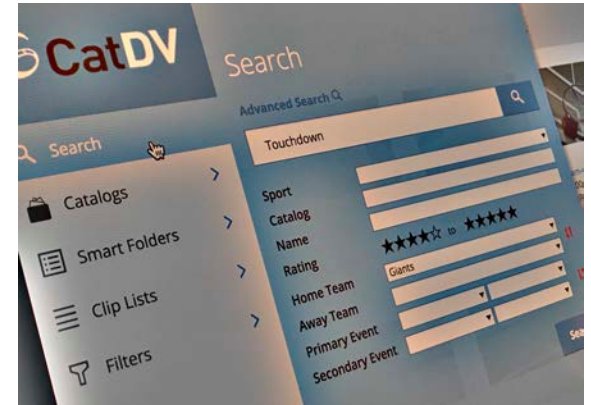 CatDV
Search
Advanced Search
Touchdown
Search
Catalogs
Smart Folders
Clip Lists
Filters
Sport
Catalog
Name
Rating
to
Home Team
Giants
Away Team
Primary Event
Secondary Event